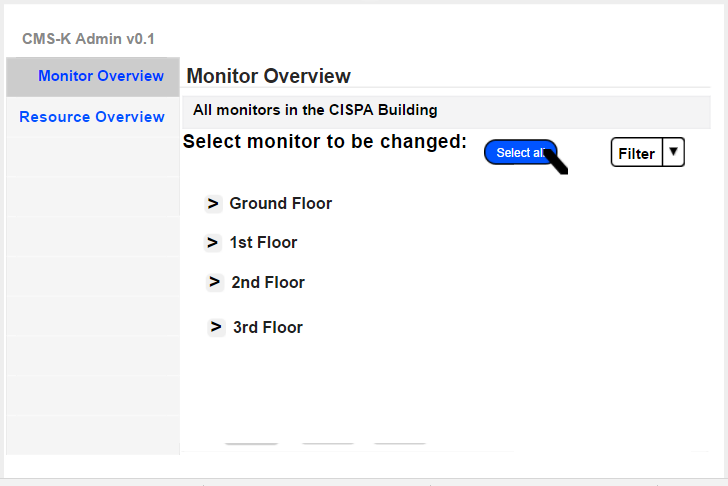 CMS-K Admin v0.1
Monitor Overview
Resource Overview
Monitor Overview
All monitors in the CISPA Building
Select monitor to be changed:
Select al
Filter ▼
> Ground Floor
> 1st Floor
> 2nd Floor
> 3rd Floor